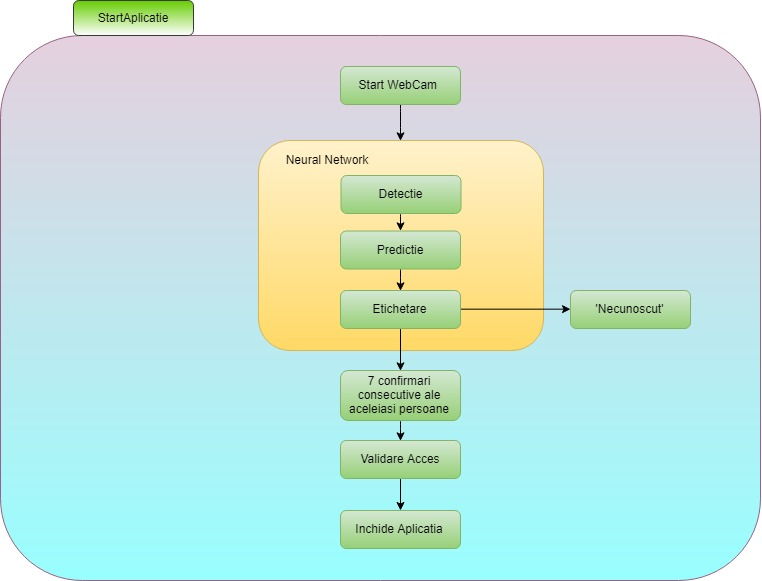 StartAplicatie
Start WebCam
Neural Network
Detectie
Predictie
Etichetare
'Necunoscut'
7 confirmari
consecutive ale
aceleiasi persoane
Validare Acces
Inchide Aplicatia